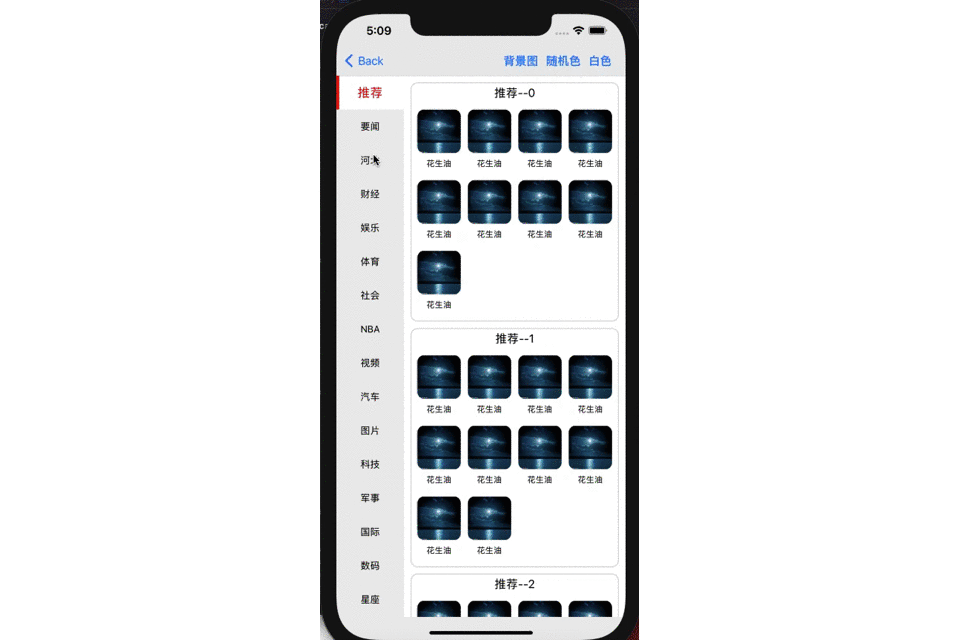 5:09
Back 背景图 随机色 白色
推荐
要闻
财经
娱乐
体育
社会
NBA
视频
汽车
图片
科技
军事
国际
数码
星座
推荐--0
花生油 花生油 花生油 花生油
花生油 花生油 花生油 花生油
花生油
推荐--1
花生油 花生油 花生油 花生油
花生油 花生油 花生油 花生油
花生油 花生油
推荐--2